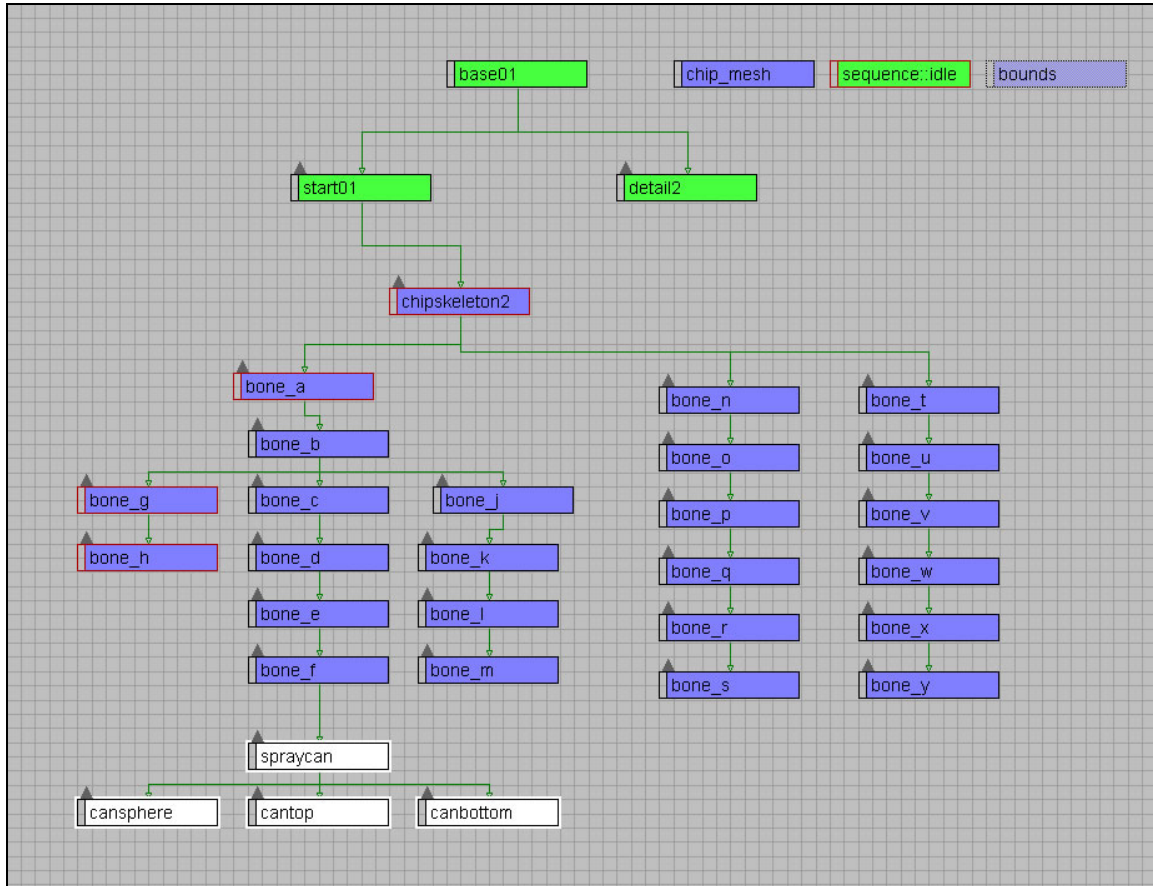 base01
chip_mesh
sequence::idle
bounds
start01
detail2
chipskeleton2
bone_a
bone_n
bone_t
bone_b
bone_o
bone_u
bone_g
bone_c
bone_j
bone_p
bone_v
bone_h
bone_d
bone_k
bone_q
bone_w
bone_e
bone_l
bone_r
bone_x
bone_f
bone_m
bone_s
bone_y
spraycan
cansphere
cantop
canbottom